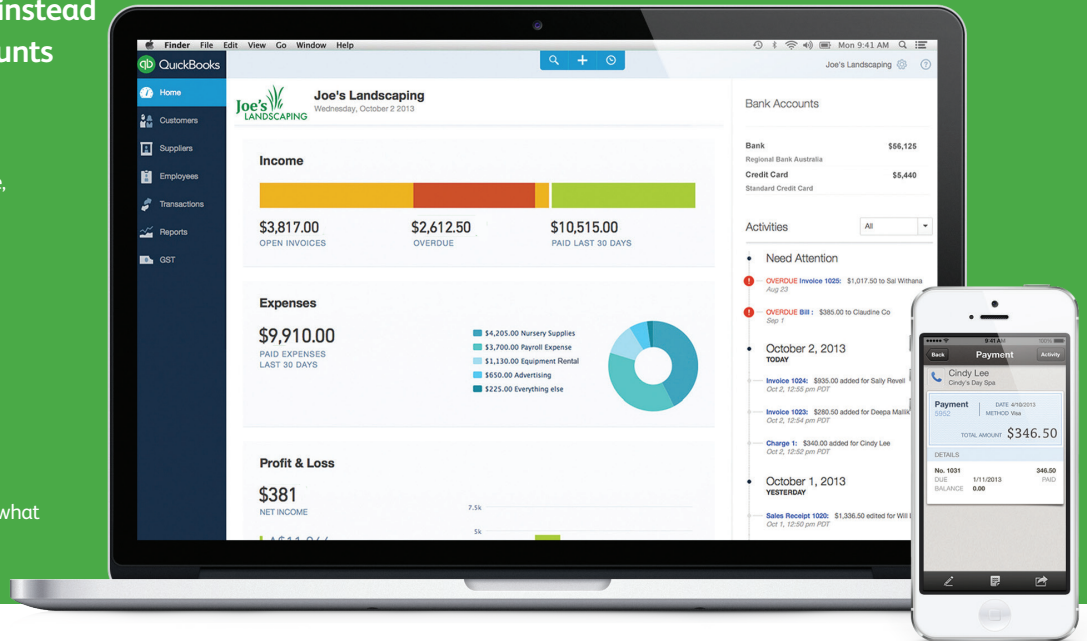 instead
unts
e,
what
Finder File Edit View Go Window Help
Mon 9:41 AM
qb QuickBooks
Joe's Landscaping
Home
Customers
Suppliers
Employees
Transactions
Reports
GST
Joe's
LANDSCAPING
Joe's Landscaping
Wednesday, October 2 2013
Income
$3,817.00 $2,612.50 $10,515.00
OPEN INVOICES OVERDUE PAID LAST 30 DAYS
Expenses
$9,910.00
PAID EXPENSES
LAST 30 DAYS
$4,205.00 Nursery Supplies
$3,700.00 Payroll Expense
$1,130.00 Equipment Rental
$650.00 Advertising
$225.00 Everything else
Profit & Loss
$381
NET INCOME
7.5k
5k
Bank Accounts
Bank $56,125
Regional Bank Australia
Credit Card $5,440
Standard Credit Card
Activities All
Need Attention
OVERDUE Invoice 1025: $1,017.50 to Sal Withana
Aug 23
OVERDUE Bill : $385.00 to Claudine Co
Sep 1
October 2, 2013
TODAY
Invoice 1024: $935.00 added for Sally Revell
Oct 2, 12:55 pm PDT
Invoice 1023: $280.50 added for Deepa Mallik
Oct 2, 12:54 pm PDT
Charge 1: $340.00 added for Cindy Lee
Oct 2, 12:52 pm PDT
October 1, 2013
YESTERDAY
Sales Receipt 1020: $1,336.50 edited for Will
Oct 1, 12:50 pm PDT
9:41 AM 100%
Back Payment Activity
Cindy Lee
Cindy's Day Spa
Payment DATE 4/10/2013
5952 METHOD Visa
TOTAL AMOUNT $346.50
DETAILS
No. 1031 346.50
DUE 1/11/2013 PAID
BALANCE 0.00